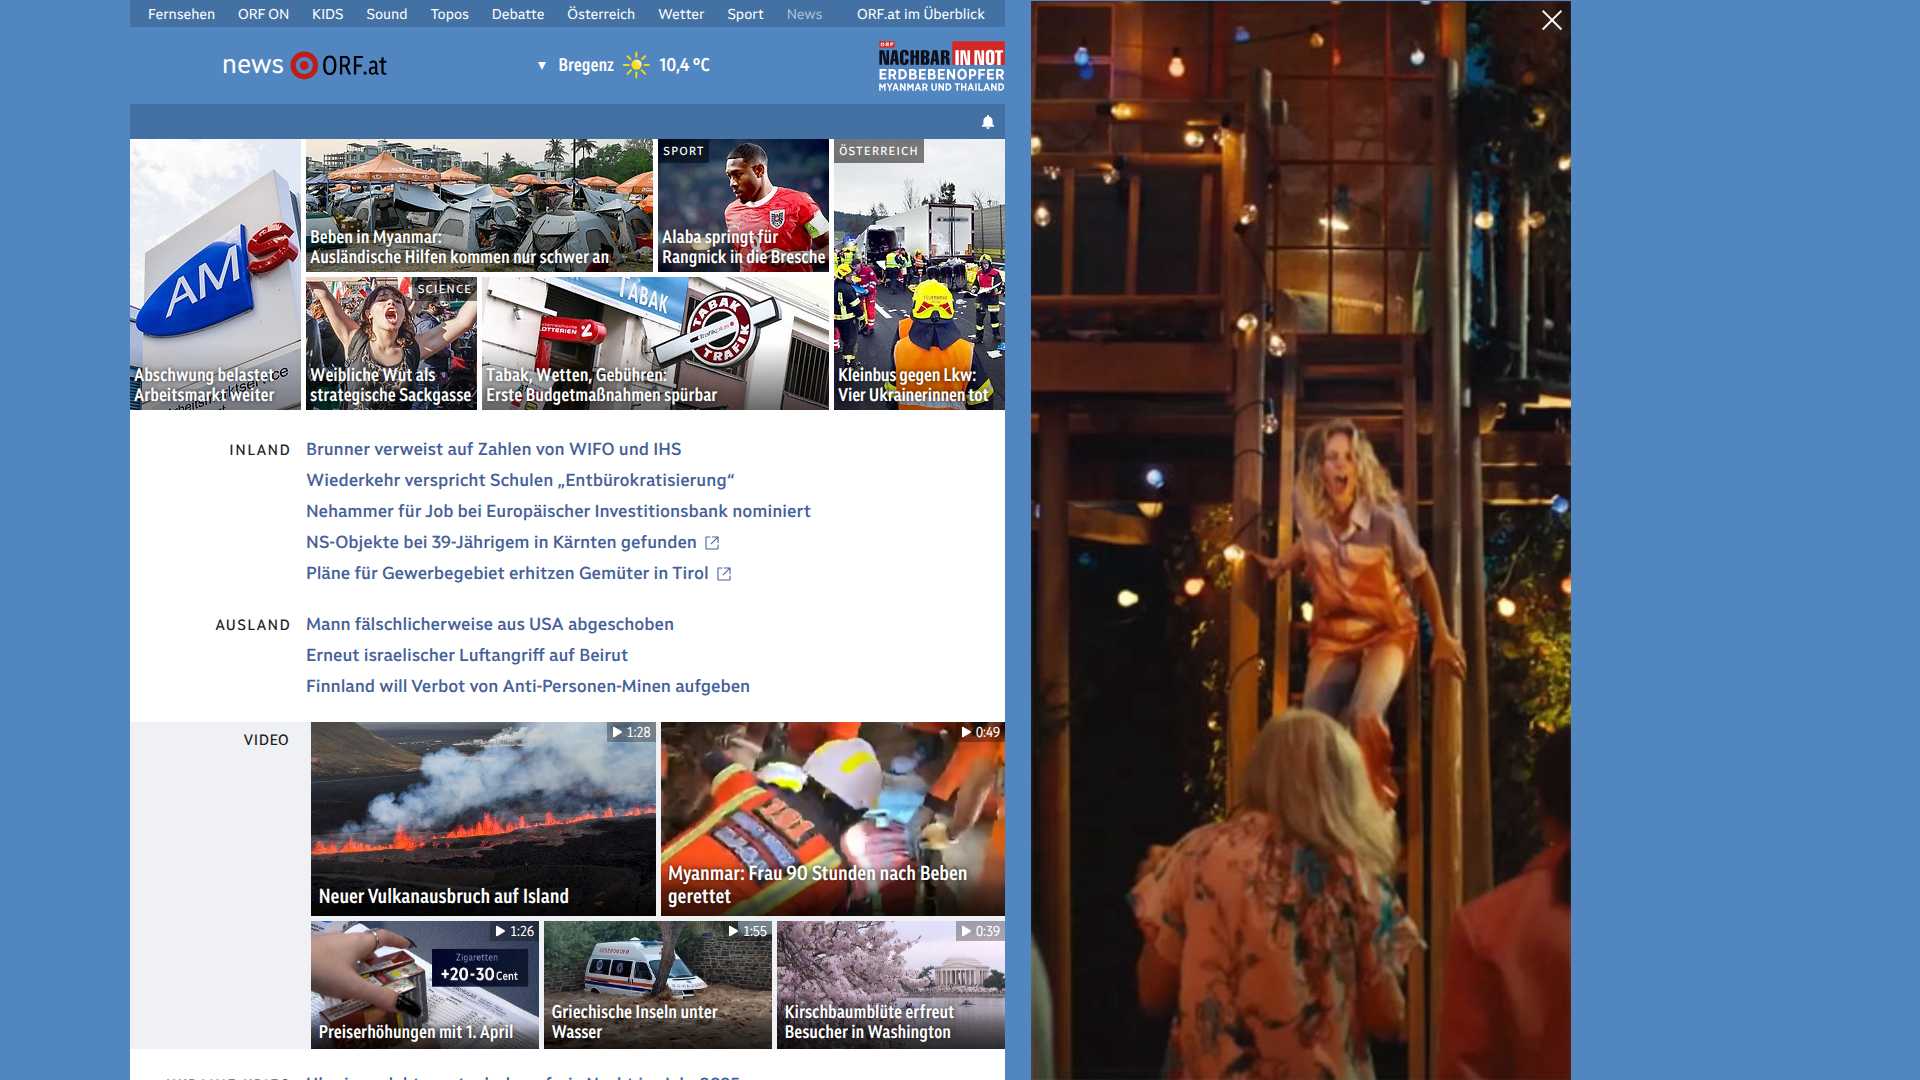 Fernsehen ORF ON KIDS Sound Topos Debatte Österreich Wetter Sport News ORF.at im Überblick
news ORF.at
▼ Bregenz 10,4 °C
ORF
NACHBAR IN NOT
ERDBEBENOPFER
MYANMAR UND THAILAND
AMS
Abschwung belastet
Arbeitsmarkt weiter
Beben in Myanmar:
Ausländische Hilfen kommen nur schwer an
SPORT
Alaba springt für
Rangnick in die Bresche
ÖSTERREICH
Kleinbus gegen Lkw:
Vier Ukrainerinnen tot
SCIENCE
Weibliche Wut als
strategische Sackgasse
TABAK
TABAK
TRAFIK
LOTTERIEN
Tabak, Wetten, Gebühren:
Erste Budgetmaßnahmen spürbar
INLAND
Brunner verweist auf Zahlen von WIFO und IHS
Wiederkehr verspricht Schulen „Entbürokratisierung“
Nehammer für Job bei Europäischer Investitionsbank nominiert
NS-Objekte bei 39-Jährigem in Kärnten gefunden
Pläne für Gewerbegebiet erhitzen Gemüter in Tirol
AUSLAND
Mann fälschlicherweise aus USA abgeschoben
Erneut israelischer Luftangriff auf Beirut
Finnland will Verbot von Anti-Personen-Minen aufgeben
VIDEO
1:28
Neuer Vulkanausbruch auf Island
0:49
Myanmar: Frau 90 Stunden nach Beben
gerettet
1:26
Zigaretten
+20-30 Cent
Preiserhöhungen mit 1. April
1:55
Griechische Inseln unter
Wasser
0:39
Kirschbaumblüte erfreut
Besucher in Washington